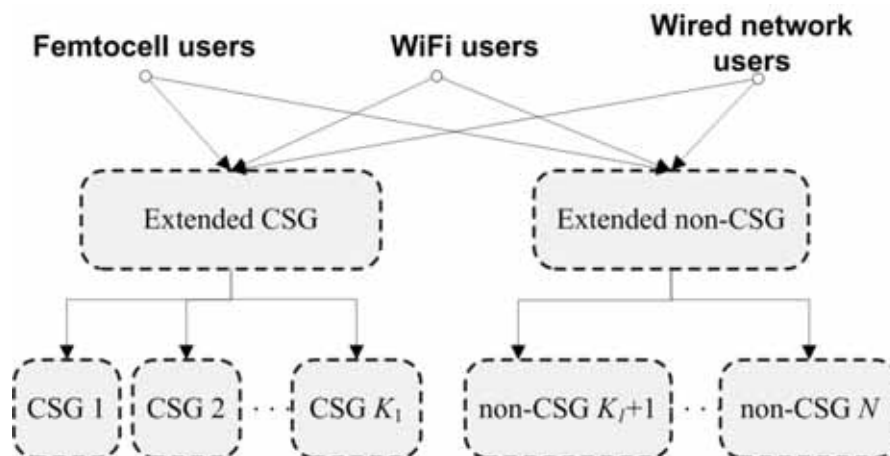 Femtocell users
WiFi users
Wired network
users
Extended CSG
Extended non-CSG
CSG 1
CSG 2
· · ·
CSG K₁
non-CSG Kₗ+1
· ·
non-CSG N